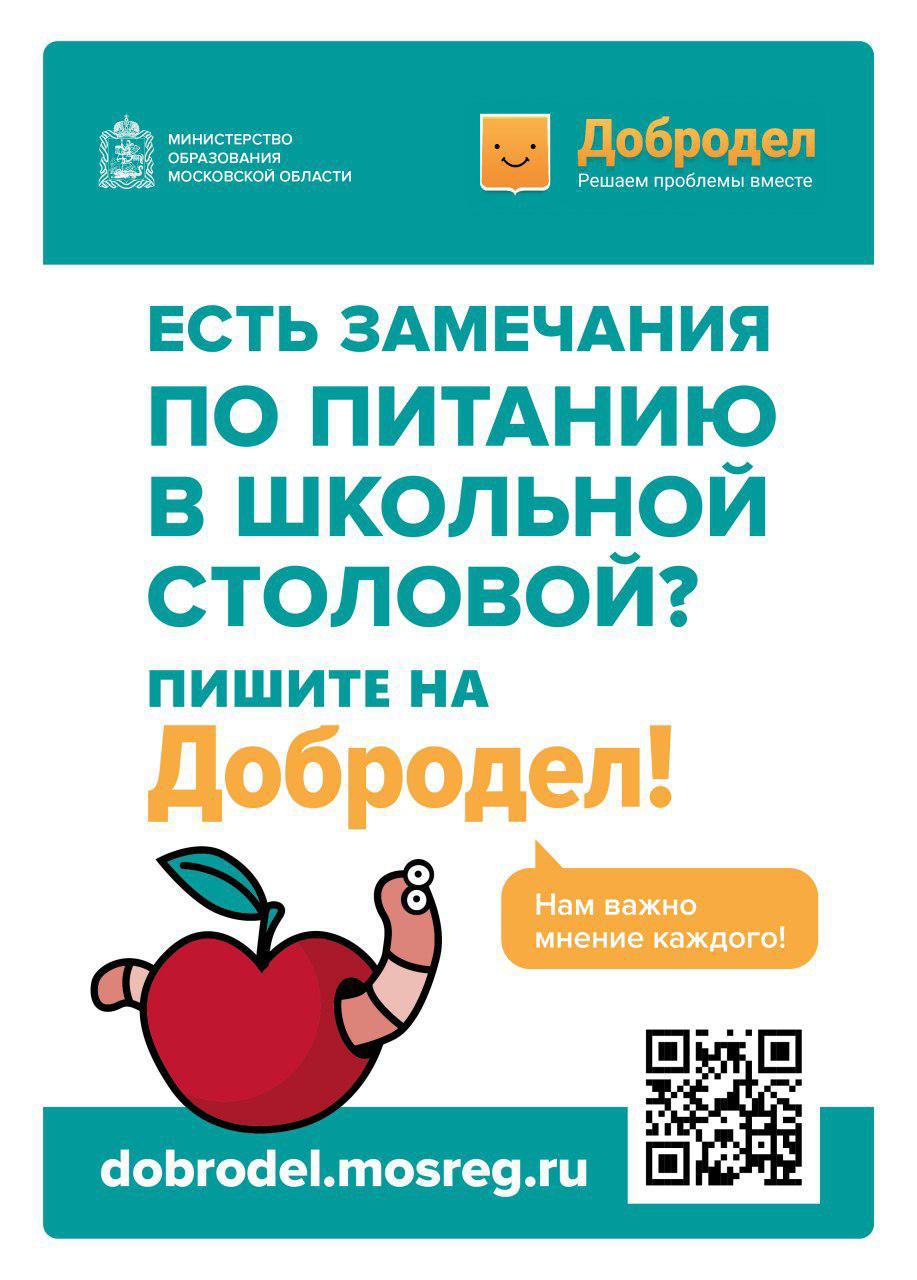 МИНИСТЕРСТВО
ОБРАЗОВАНИЯ
МОСКОВСКОЙ ОБЛАСТИ
Добродел
Решаем проблемы вместе
ЕСТЬ ЗАМЕЧАНИЯ
ПО ПИТАНИЮ
В ШКОЛЬНОЙ
СТОЛОВОЙ?
ПИШИТЕ НА
Добродел!
Нам важно
мнение каждого!
dobrodel.mosreg.ru